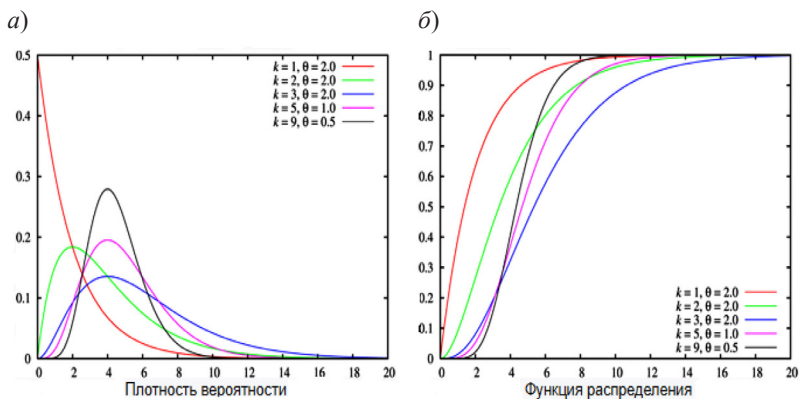 а)
0.5
0.4
0.3
0.2
0.1
0
k = 1, θ = 2.0
k = 2, θ = 2.0
k = 3, θ = 2.0
k = 5, θ = 1.0
k = 9, θ = 0.5
0 2 4 6 8 10 12 14 16 18 20
Плотность вероятности
б)
1
0.9
0.8
0.7
0.6
0.5
0.4
0.3
0.2
0.1
0
k = 1, θ = 2.0
k = 2, θ = 2.0
k = 3, θ = 2.0
k = 5, θ = 1.0
k = 9, θ = 0.5
0 2 4 6 8 10 12 14 16 18 20
Функция распределения